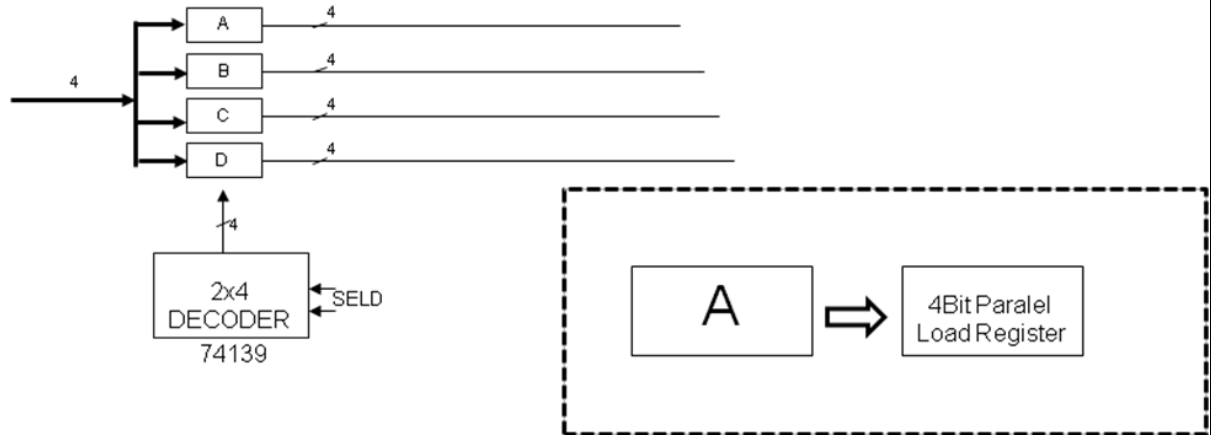 A
4
B
4
4
C
4
D
4
4
2x4
DECODER
SELD
74139
A
4Bit Paralel
Load Register